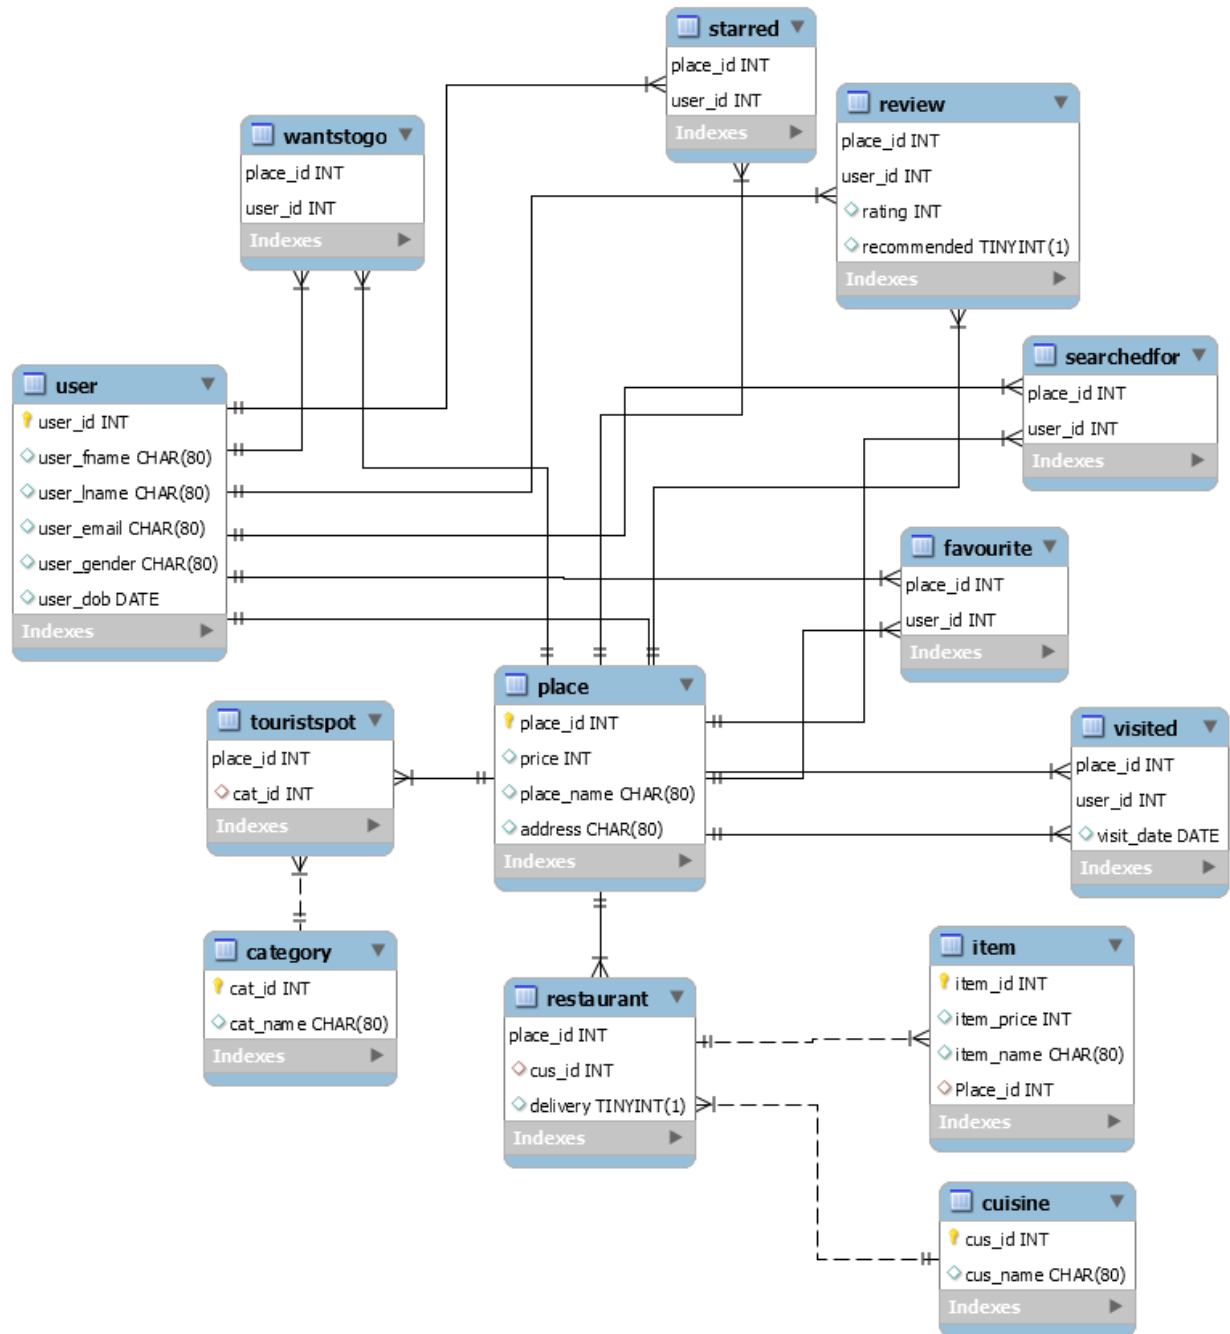 starred
place_id INT
user_id INT
Indexes
review
place_id INT
user_id INT
rating INT
recommended TINYINT(1)
Indexes
wantstogo
place_id INT
user_id INT
Indexes
searchedfor
place_id INT
user_id INT
Indexes
user
user_id INT
user_fname CHAR(80)
user_lname CHAR(80)
user_email CHAR(80)
user_gender CHAR(80)
user_dob DATE
Indexes
favourite
place_id INT
user_id INT
Indexes
place
place_id INT
price INT
place_name CHAR(80)
address CHAR(80)
Indexes
touristspot
place_id INT
cat_id INT
Indexes
visited
place_id INT
user_id INT
visit_date DATE
Indexes
category
cat_id INT
cat_name CHAR(80)
Indexes
restaurant
place_id INT
cus_id INT
delivery TINYINT(1)
Indexes
item
item_id INT
item_price INT
item_name CHAR(80)
Place_id INT
Indexes
cuisine
cus_id INT
cus_name CHAR(80)
Indexes